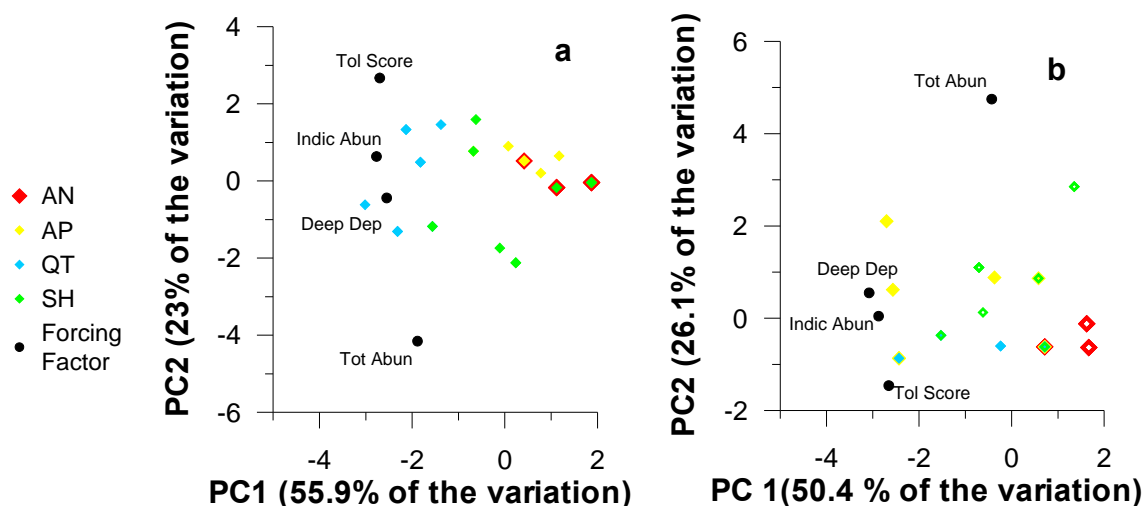 AN
AP
QT
SH
Forcing
Factor
a
PC2 (23% of the variation)
4
2
0
-2
-4
-6
Tol Score
Indic Abun
Deep Dep
Tot Abun
-4
-2
0
2
PC1 (55.9% of the variation)
b
PC2 (26.1% of the variation)
6
4
2
0
-2
Tot Abun
Deep Dep
Indic Abun
Tol Score
-4
-2
0
2
PC 1(50.4 % of the variation)